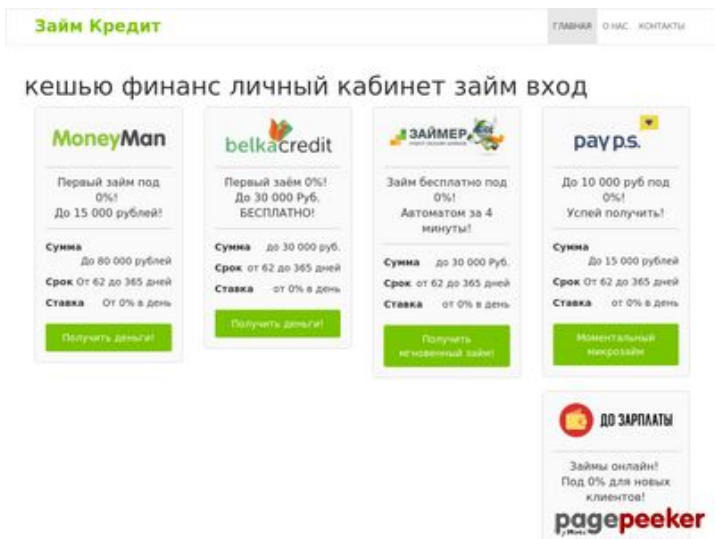 Займ Кредит
ГЛАВНАЯ О НАС КОНТАКТЫ
кешью финанс личный кабинет займ вход
MoneyMan
Первый займ под
0%!
До 15 000 рублей!
Сумма
До 80 000 рублей
Срок От 62 до 365 дней
Ставка От 0% в день
Получить деньги!
belkacredit
Первый заём 0%!
До 30 000 Руб.
БЕСПЛАТНО!
Сумма до 30 000 руб.
Срок от 62 до 365 дней
Ставка от 0% в день
Получить деньги!
ЗАЙМЕР
Займ бесплатно под
0%!
Автоматом за 4
минуты!
Сумма до 30 000 Руб.
Срок от 62 до 365 дней
Ставка от 0% в день
Получить
мгновенный займ!
pay p.s.
До 10 000 руб под
0%!
Успей получить!
Сумма
До 15 000 рублей
Срок От 62 до 365 дней
Ставка от 0% в день
Моментальный
микрозайм
ДО ЗАРПЛАТЫ
Займы онлайн!
Под 0% для новых
клиентов!
pagepeeker